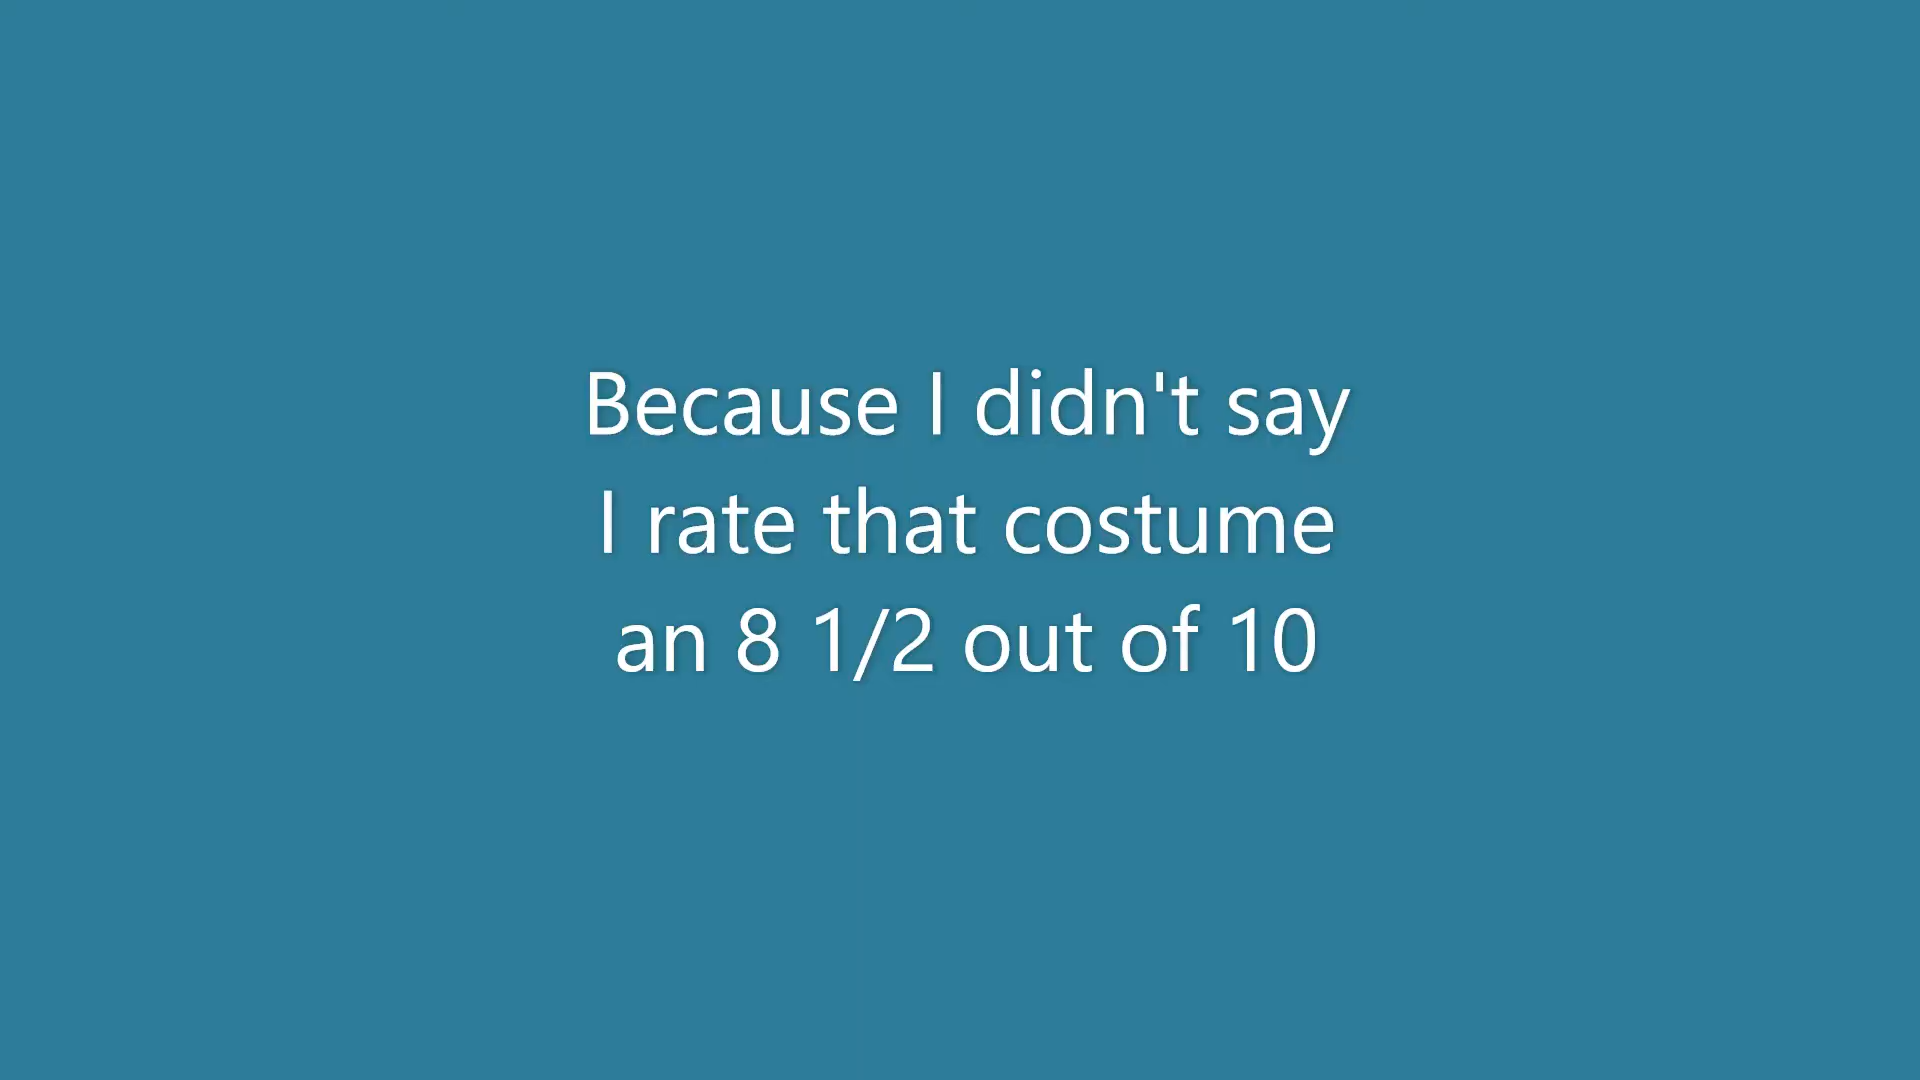 Because I didn't say
I rate that costume
an 8 1/2 out of 10